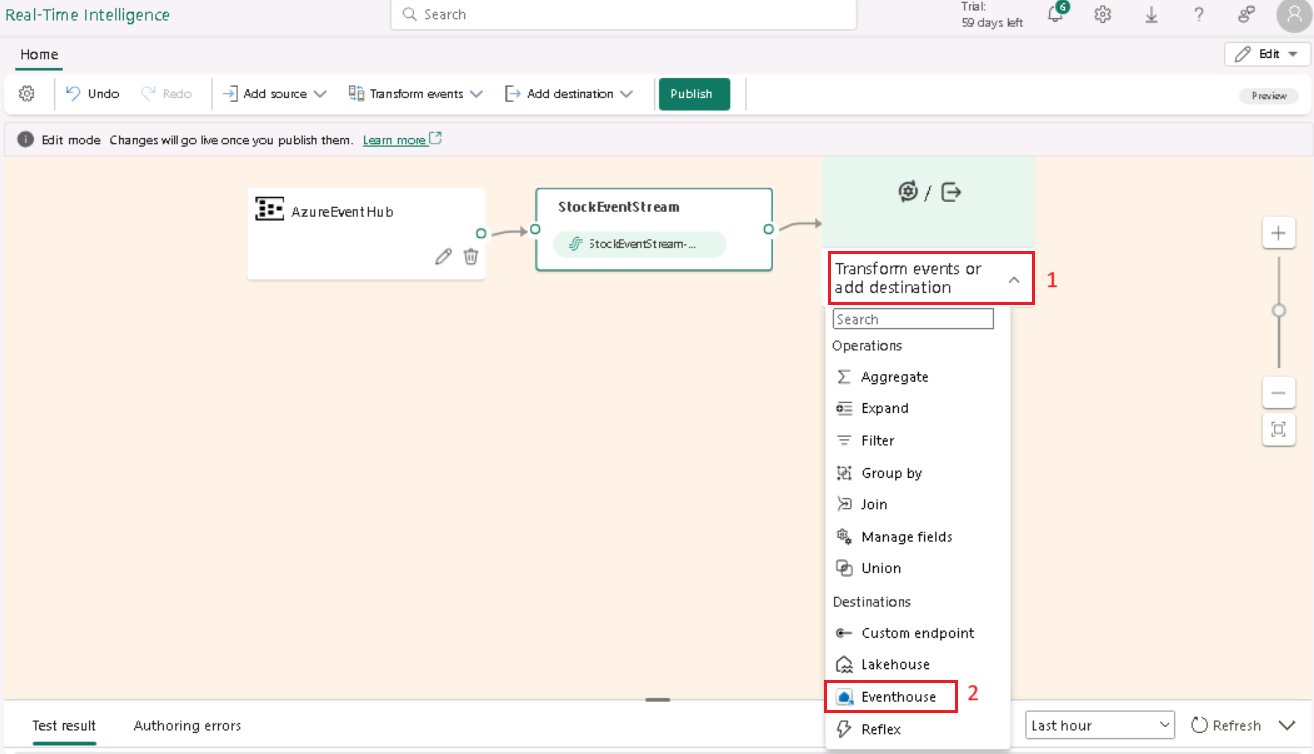 Real-Time Intelligence
Search
Trial:
59 days left
6
Home
Edit
Undo
Redo
Add source
Transform events
Add destination
Publish
Preview
Edit mode Changes will go live once you publish them. Learn more
AzureEventHub
StockEventStream
StockEventStream-...
/
Transform events or
add destination
1
Search
Operations
Aggregate
Expand
Filter
Group by
Join
Manage fields
Union
Destinations
Custom endpoint
Lakehouse
Eventhouse
2
Reflex
Test result
Authoring errors
Last hour
Refresh